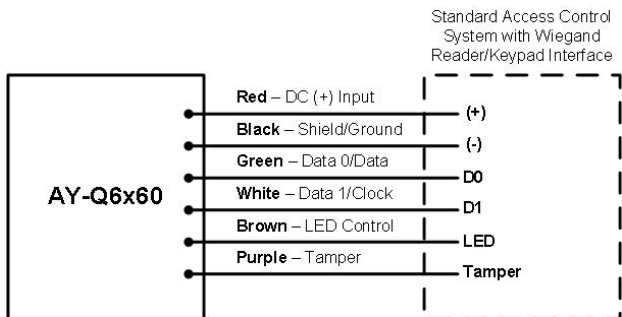 Standard Access Control
System with Wiegand
Reader/Keypad Interface
Red – DC (+) Input
(+)
Black – Shield/Ground
(-)
Green – Data 0/Data
D0
AY-Q6x60
White – Data 1/Clock
D1
Brown – LED Control
LED
Purple – Tamper
Tamper